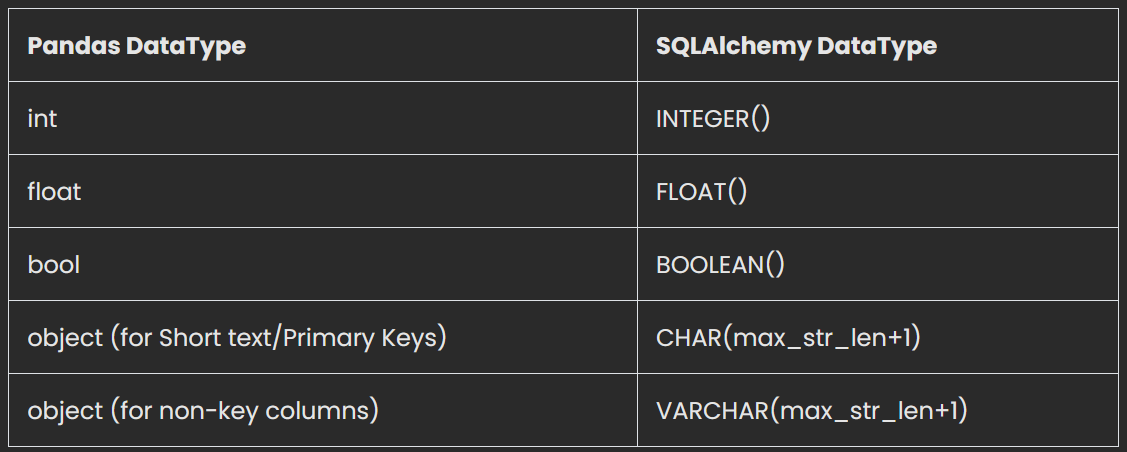 Pandas DataType SQLAlchemy DataType
int INTEGER()
float FLOAT()
bool BOOLEAN()
object (for Short text/Primary Keys) CHAR(max_str_len+1)
object (for non-key columns) VARCHAR(max_str_len+1)